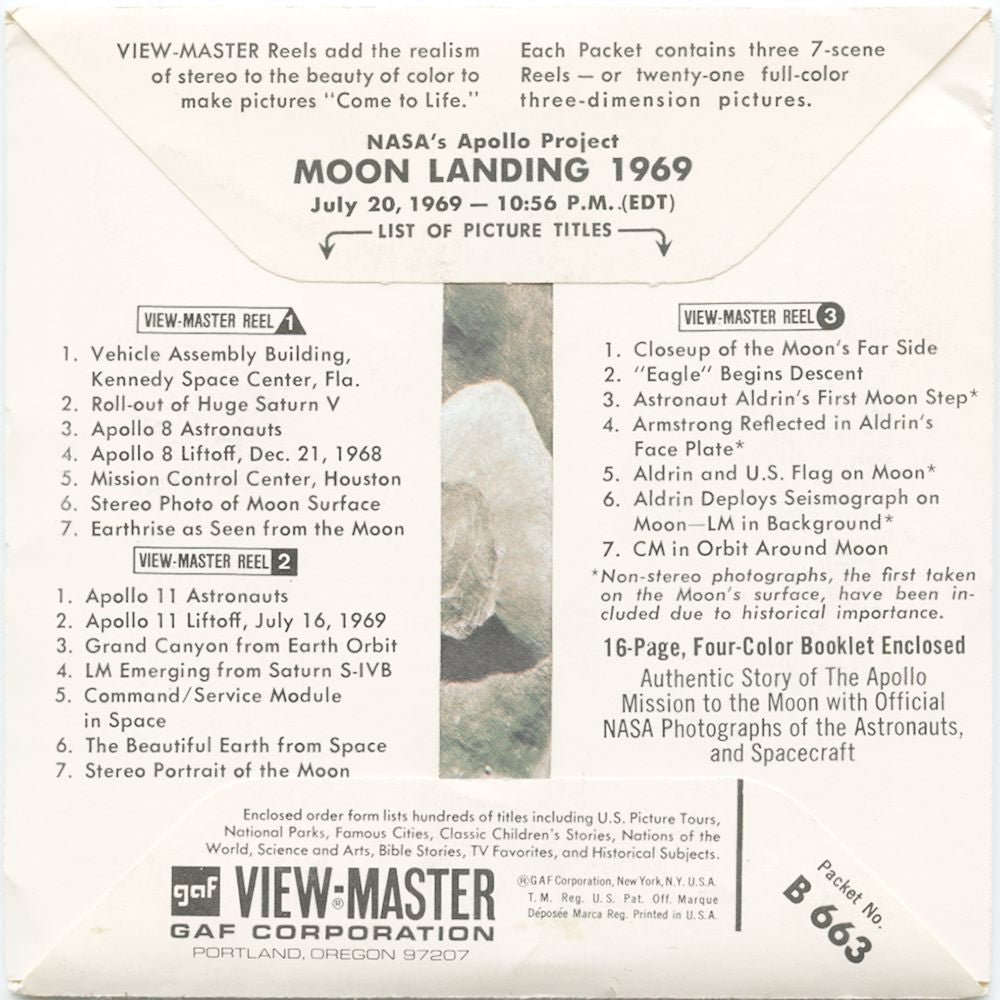 VIEW-MASTER Reels add the realism
of stereo to the beauty of color to
make pictures "Come to Life."
Each Packet contains three 7-scene
Reels — or twenty-one full-color
three-dimension pictures.
NASA's Apollo Project
MOON LANDING 1969
July 20, 1969 — 10:56 P.M..(EDT)
LIST OF PICTURE TITLES
VIEW-MASTER REEL 1
1. Vehicle Assembly Building,
Kennedy Space Center, Fla.
2. Roll-out of Huge Saturn V
3. Apollo 8 Astronauts
4. Apollo 8 Liftoff, Dec. 21, 1968
5. Mission Control Center, Houston
6. Stereo Photo of Moon Surface
7. Earthrise as Seen from the Moon
VIEW-MASTER REEL 2
1. Apollo 11 Astronauts
2. Apollo 11 Liftoff, July 16, 1969
3. Grand Canyon from Earth Orbit
4. LM Emerging from Saturn S-IVB
5. Command/Service Module
in Space
6. The Beautiful Earth from Space
7. Stereo Portrait of the Moon
VIEW-MASTER REEL 3
1. Closeup of the Moon's Far Side
2. "Eagle" Begins Descent
3. Astronaut Aldrin's First Moon Step*
4. Armstrong Reflected in Aldrin's
Face Plate*
5. Aldrin and U.S. Flag on Moon*
6. Aldrin Deploys Seismograph on
Moon—LM in Background*
7. CM in Orbit Around Moon
*Non-stereo photographs, the first taken
on the Moon's surface, have been in-
cluded due to historical importance.
16-Page, Four-Color Booklet Enclosed
Authentic Story of The Apollo
Mission to the Moon with Official
NASA Photographs of the Astronauts,
and Spacecraft
Enclosed order form lists hundreds of titles including U.S. Picture Tours,
National Parks, Famous Cities, Classic Children's Stories, Nations of the
World, Science and Arts, Bible Stories, TV Favorites, and Historical Subjects.
gaf VIEW-MASTER®
GAF CORPORATION
PORTLAND, OREGON 97207
®GAF Corporation, New York, N.Y. U.S.A.
T.M. Reg. U.S. Pat. Off. Marque
Déposée Marca Reg. Printed in U.S.A.
Packet No.
B 663